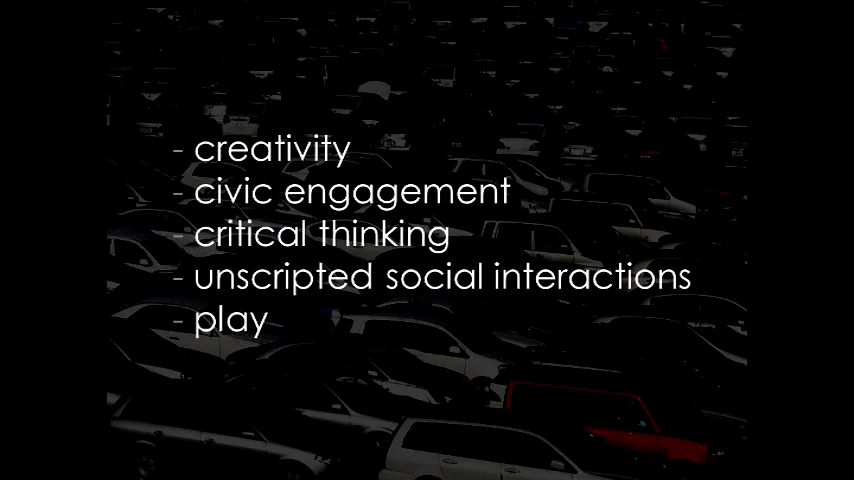 - creativity
- civic engagement
- critical thinking
- unscripted social interactions
- play